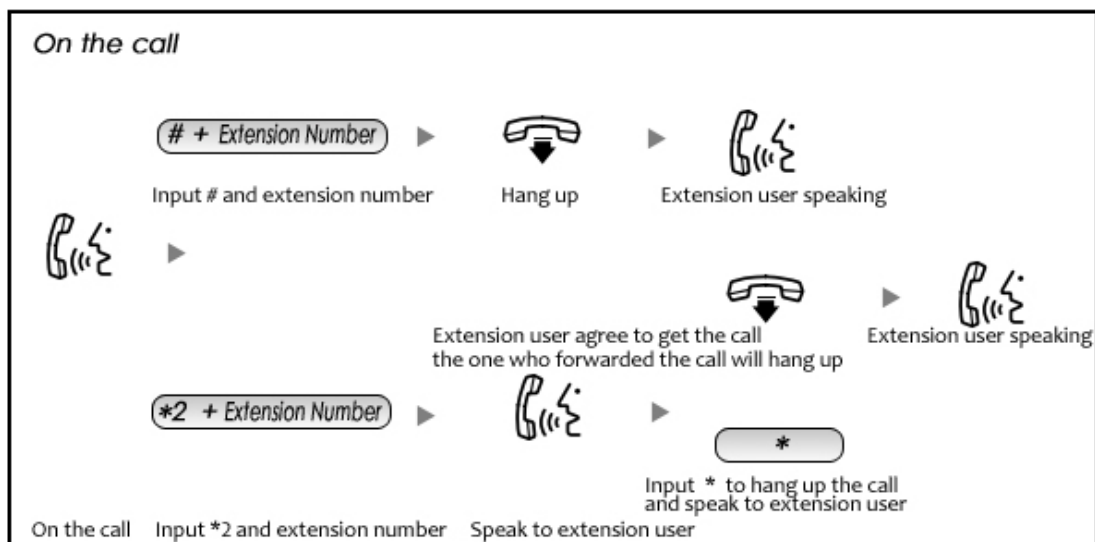 On the call
# + Extension Number
Input # and extension number
Hang up
Extension user speaking
Extension user agree to get the call
the one who forwarded the call will hang up
Extension user speaking
*2 + Extension Number
*
Input * to hang up the call
and speak to extension user
On the call
Input *2 and extension number
Speak to extension user